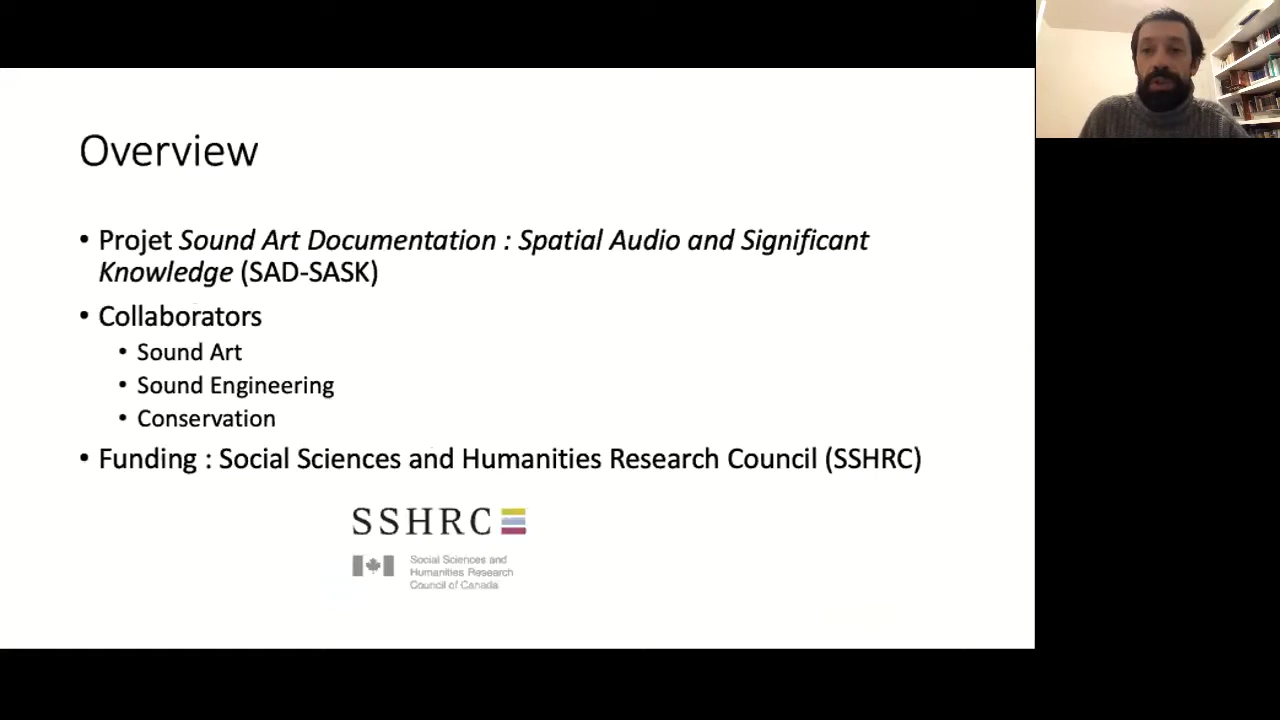 Overview
• Projet Sound Art Documentation : Spatial Audio and Significant
Knowledge (SAD-SASK)
• Collaborators
• Sound Art
• Sound Engineering
• Conservation
• Funding : Social Sciences and Humanities Research Council (SSHRC)
SSHRC
Social Sciences and
Humanities Research
Council of Canada